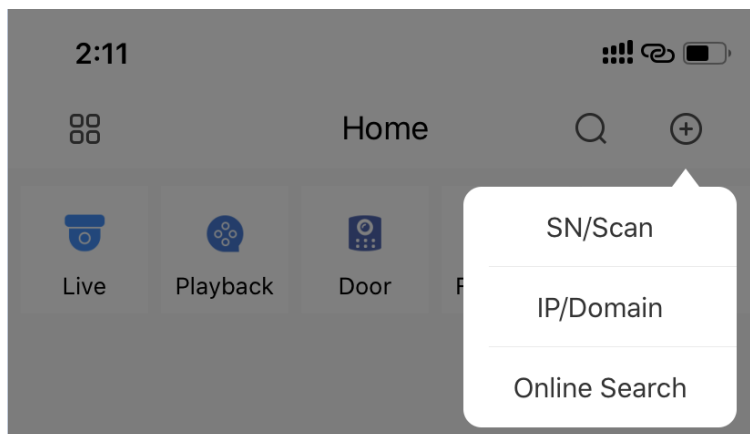 2:11
Home
Live
Playback
Door
SN/Scan
IP/Domain
Online Search